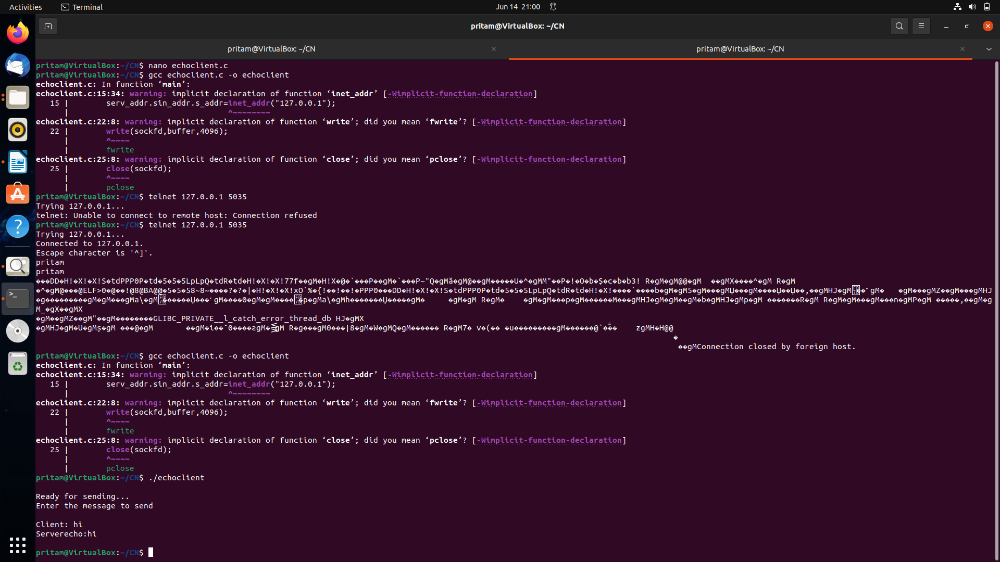 Activities
Terminal
Jun 14 21:00
pritam@VirtualBox: ~/CN
pritam@VirtualBox: ~/CN
pritam@VirtualBox: ~/CN
pritam@VirtualBox:~/CN$ nano echoclient.c
pritam@VirtualBox:~/CN$ gcc echoclient.c -o echoclient
echoclient.c: In function ‘main’:
echoclient.c:15:34: warning: implicit declaration of function ‘inet_addr’ [-Wimplicit-function-declaration]
15 | serv_addr.sin_addr.s_addr=inet_addr("127.0.0.1");
| ^~~~~~~~~
echoclient.c:22:8: warning: implicit declaration of function ‘write’; did you mean ‘fwrite’? [-Wimplicit-function-declaration]
22 | write(sockfd,buffer,4096);
| ^~~~~
| fwrite
echoclient.c:25:8: warning: implicit declaration of function ‘close’; did you mean ‘pclose’? [-Wimplicit-function-declaration]
25 | close(sockfd);
| ^~~~~
| pclose
pritam@VirtualBox:~/CN$ telnet 127.0.0.1 5035
Trying 127.0.0.1...
telnet: Unable to connect to remote host: Connection refused
pritam@VirtualBox:~/CN$ telnet 127.0.0.1 5035
Trying 127.0.0.1...
Connected to 127.0.0.1.
Escape character is '^]'.
pritam
pritam
GLIBC_PRIVATE__l_catch_error_thread_db
Connection closed by foreign host.
pritam@VirtualBox:~/CN$ gcc echoclient.c -o echoclient
echoclient.c: In function ‘main’:
echoclient.c:15:34: warning: implicit declaration of function ‘inet_addr’ [-Wimplicit-function-declaration]
15 | serv_addr.sin_addr.s_addr=inet_addr("127.0.0.1");
| ^~~~~~~~~
echoclient.c:22:8: warning: implicit declaration of function ‘write’; did you mean ‘fwrite’? [-Wimplicit-function-declaration]
22 | write(sockfd,buffer,4096);
| ^~~~~
| fwrite
echoclient.c:25:8: warning: implicit declaration of function ‘close’; did you mean ‘pclose’? [-Wimplicit-function-declaration]
25 | close(sockfd);
| ^~~~~
| pclose
pritam@VirtualBox:~/CN$ ./echoclient
Ready for sending...
Enter the message to send
Client: hi
Serverecho:hi
pritam@VirtualBox:~/CN$